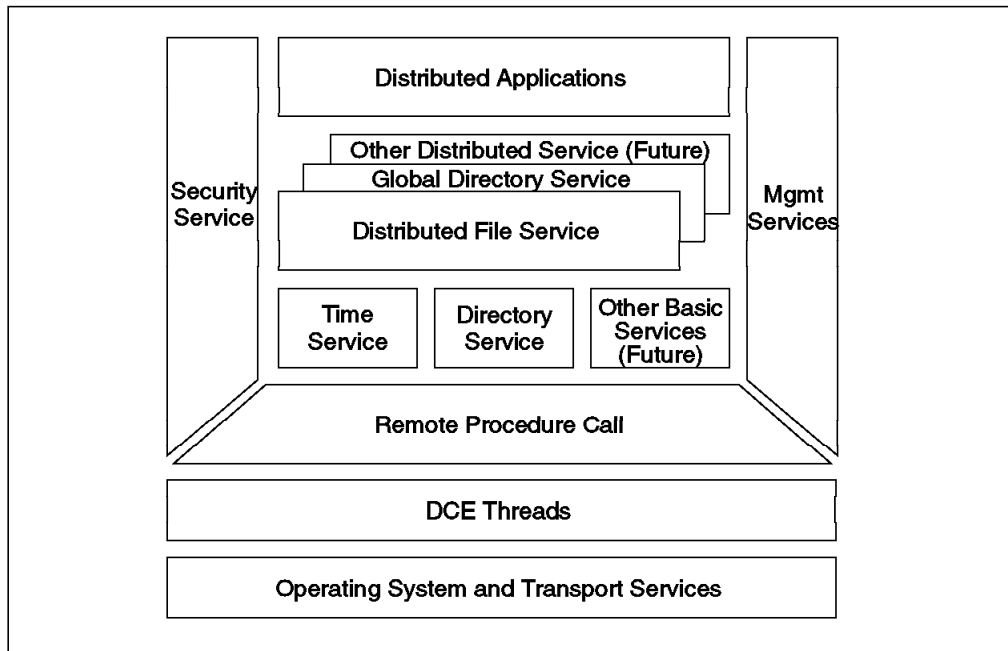 Distributed Applications
Other Distributed Service (Future)
Global Directory Service
Security
Service
Mgmt
Services
Distributed File Service
Time
Service
Directory
Service
Other Basic
Services
(Future)
Remote Procedure Call
DCE Threads
Operating System and Transport Services